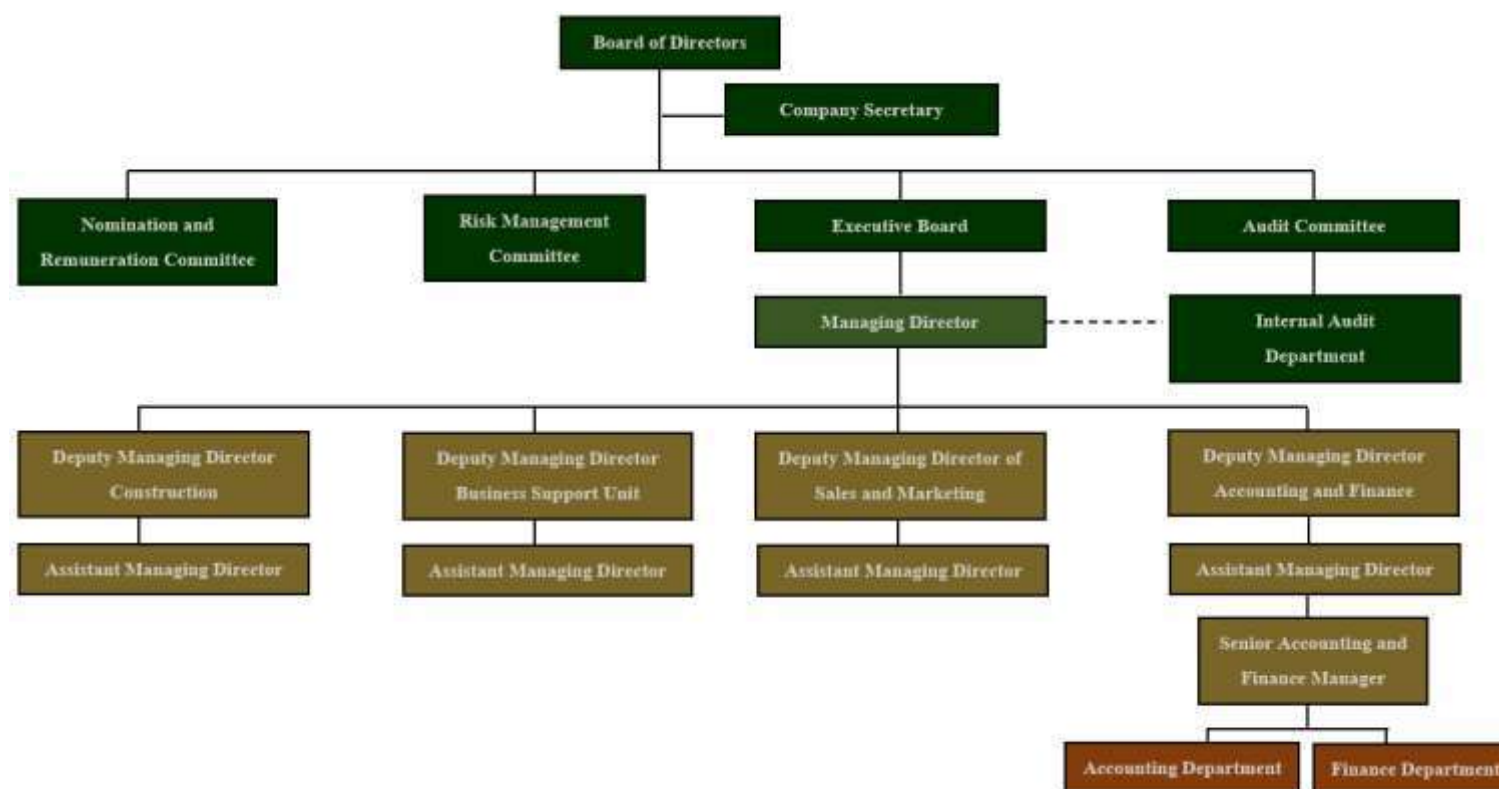 Board of Directors
Company Secretary
Nomination and
Remuneration Committee
Risk Management
Committee
Executive Board
Audit Committee
Managing Director
Internal Audit
Department
Deputy Managing Director
Construction
Deputy Managing Director
Business Support Unit
Deputy Managing Director of
Sales and Marketing
Deputy Managing Director
Accounting and Finance
Assistant Managing Director
Assistant Managing Director
Assistant Managing Director
Assistant Managing Director
Senior Accounting and
Finance Manager
Accounting Department
Finance Department